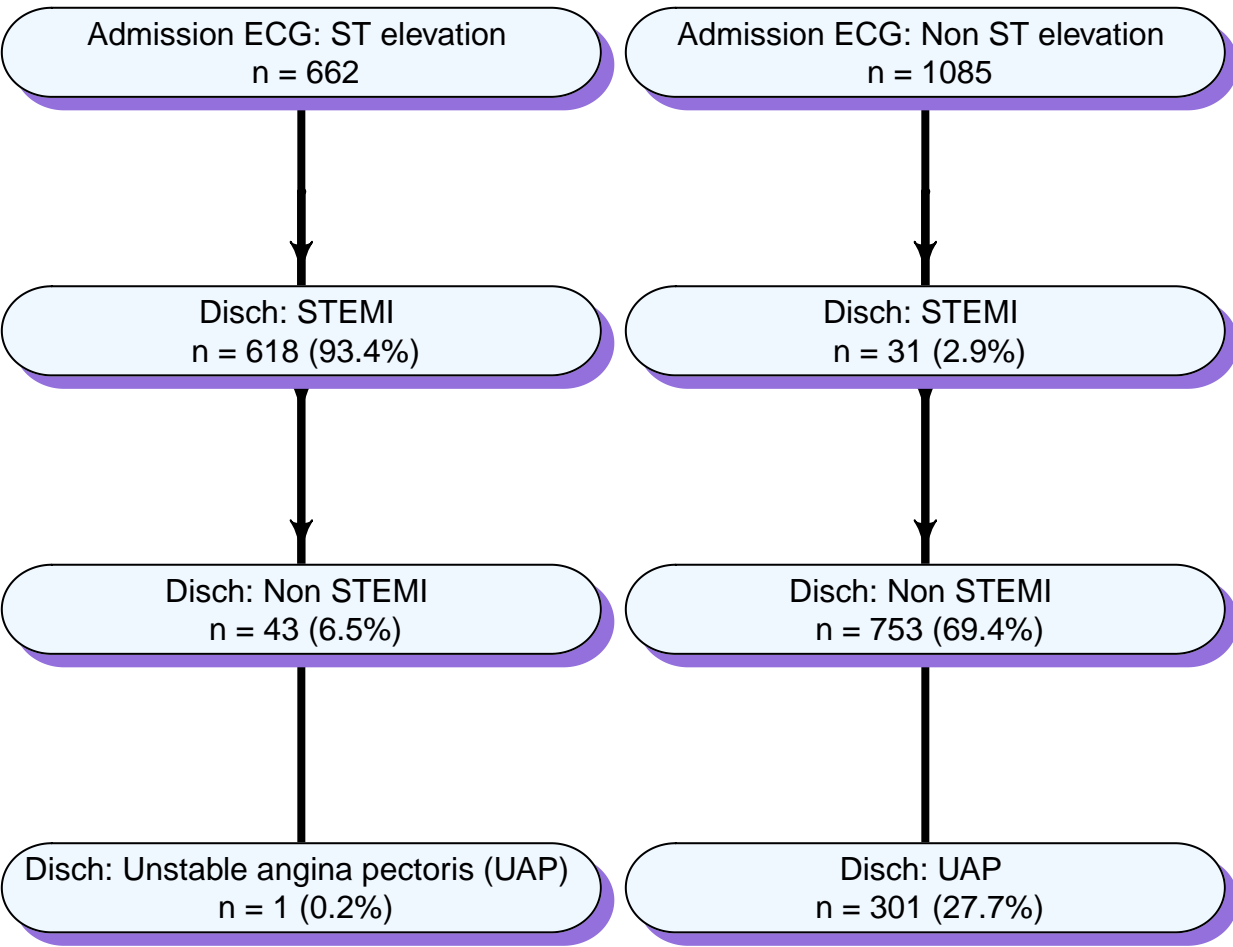 Admission ECG: ST elevation
n = 662
Admission ECG: Non ST elevation
n = 1085
Disch: STEMI
n = 618 (93.4%)
Disch: STEMI
n = 31 (2.9%)
Disch: Non STEMI
n = 43 (6.5%)
Disch: Non STEMI
n = 753 (69.4%)
Disch: Unstable angina pectoris (UAP)
n = 1 (0.2%)
Disch: UAP
n = 301 (27.7%)